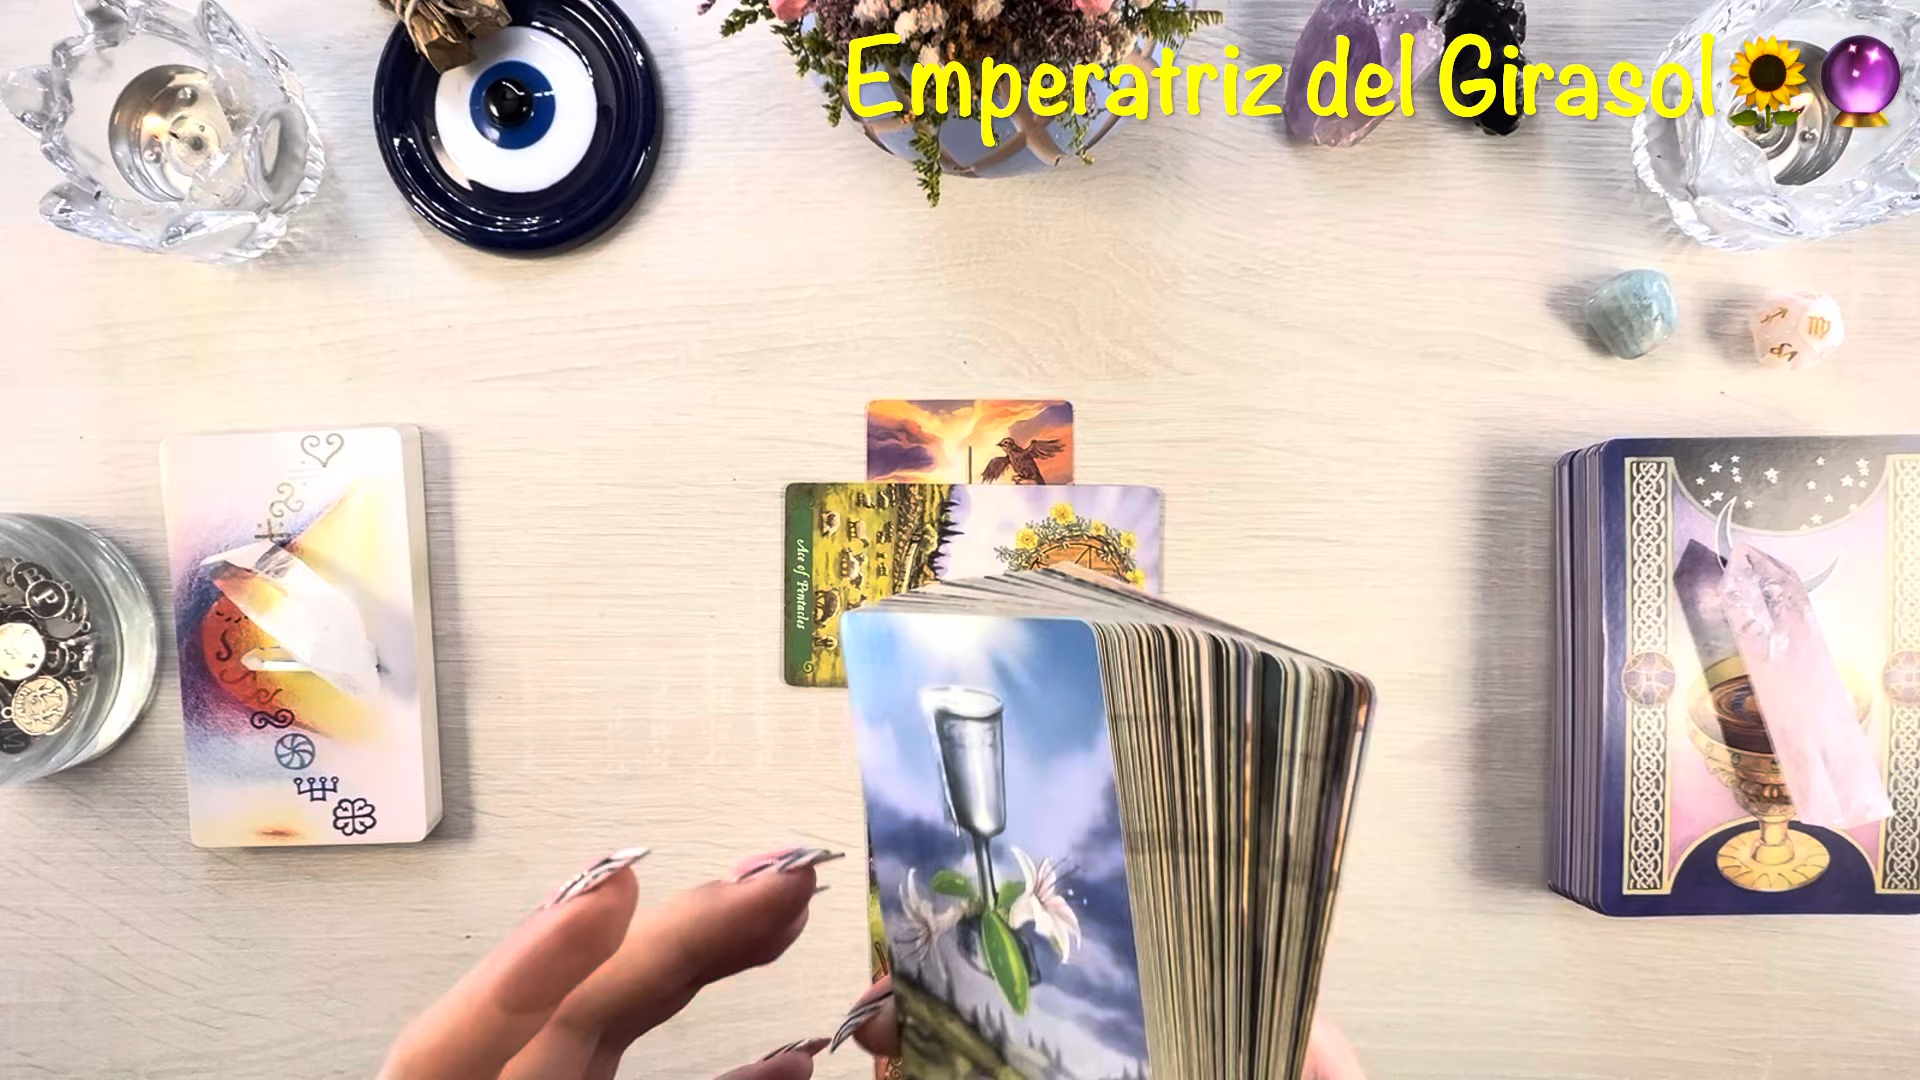 Emperatriz del Girasol🌻🔮
Ace of Pentacles
P
M